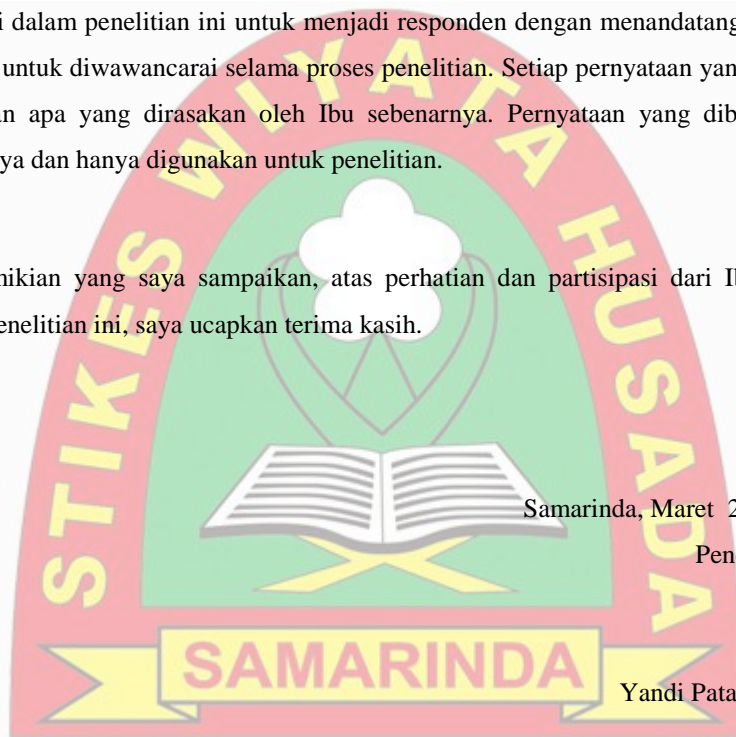 i dalam penelitian ini untuk menjadi responden dengan menandatang
untuk diwawancarai selama proses penelitian. Setiap pernyataan yan
n apa yang dirasakan oleh Ibu sebenarnya. Pernyataan yang dib
ya dan hanya digunakan untuk penelitian.
nikian yang saya sampaikan, atas perhatian dan partisipasi dari Ib
enelitian ini, saya ucapkan terima kasih.
Samarinda, Maret 2
Pen
Yandi Pata
STIKES WIYATA HUSADA
SAMARINDA